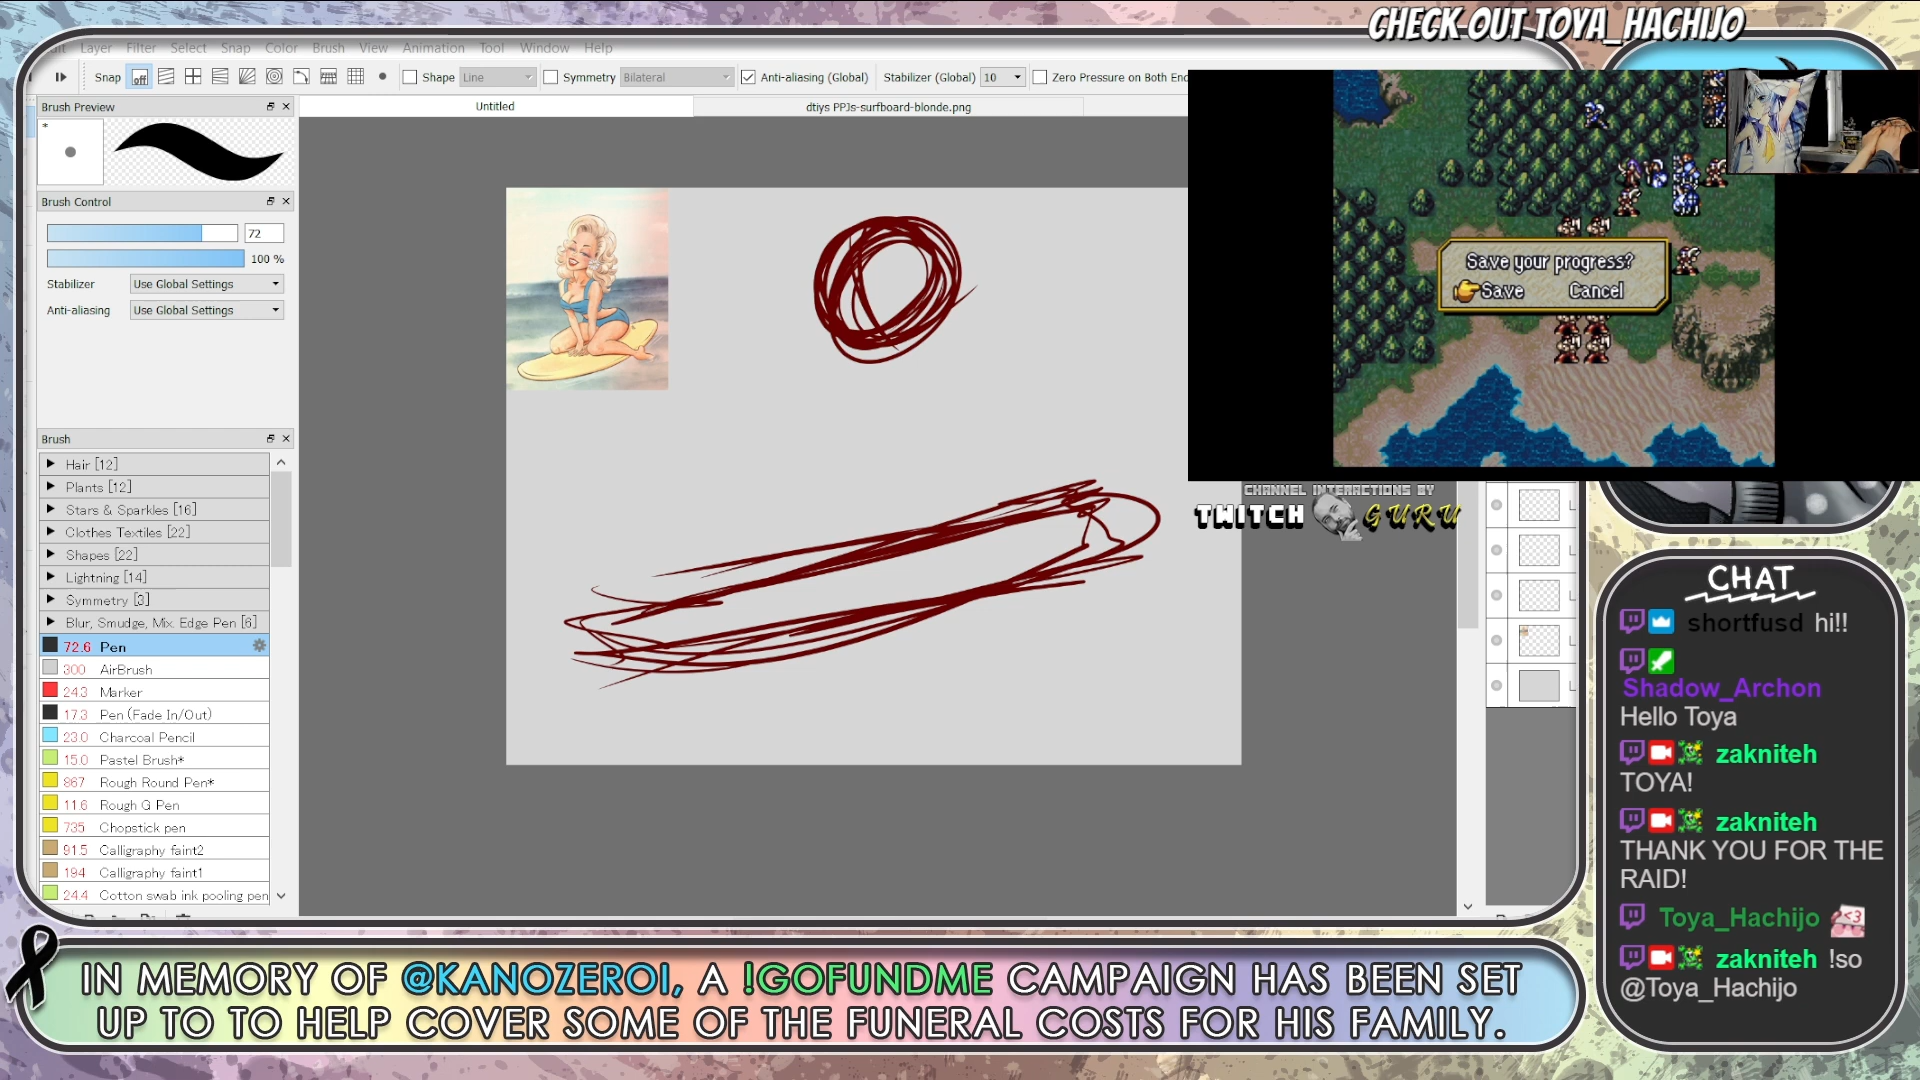 CHECK OUT TOYA_HACHIJO
Layer Filter Select Snap Color Brush View Animation Tool Window Help
Snap off Shape Line Symmetry Bilateral Anti-aliasing (Global) Stabilizer (Global) 10 Zero Pressure on Both En
Brush Preview
Untitled
dtiys PPJs-surfboard-blonde.png
*
Brush Control
72
100 %
Stabilizer Use Global Settings
Anti-aliasing Use Global Settings
Brush
Hair [12]
Plants [12]
Stars & Sparkles [16]
Clothes Textiles [22]
Shapes [22]
Lightning [14]
Symmetry [3]
Blur, Smudge, Mix. Edge Pen [6]
72.6 Pen
300 AirBrush
24.3 Marker
17.3 Pen (Fade In/Out)
23.0 Charcoal Pencil
15.0 Pastel Brush*
867 Rough Round Pen*
11.6 Rough G Pen
735 Chopstick pen
91.5 Calligraphy faint2
194 Calligraphy faint1
24.4 Cotton swab ink pooling pen
Save your progress?
Save Cancel
CHANNEL INTERACTIONS BY
TWITCH GURU
CHAT
shortfusd hi!!
Shadow_Archon
Hello Toya
zakniteh
TOYA!
zakniteh
THANK YOU FOR THE
RAID!
Toya_Hachijo <3
zakniteh !so
@Toya_Hachijo
IN MEMORY OF @KANOZEROI, A !GOFUNDME CAMPAIGN HAS BEEN SET
UP TO TO HELP COVER SOME OF THE FUNERAL COSTS FOR HIS FAMILY.